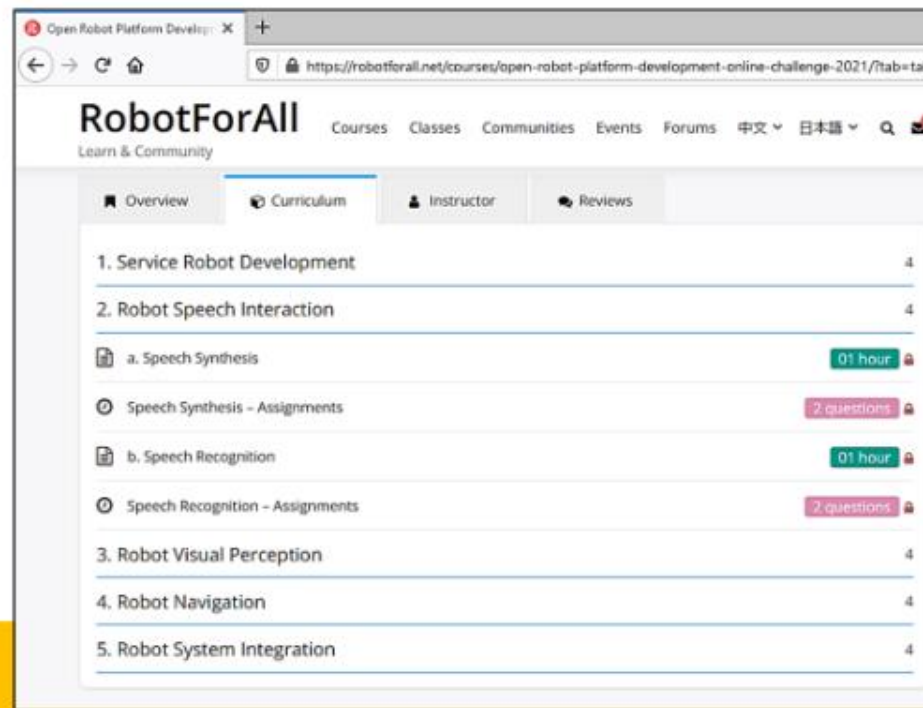 Open Robot Platform Develop
https://robotforall.net/courses/open-robot-platform-development-online-challenge-2021/?tab=ta
RobotForAll
Learn & Community
Courses Classes Communities Events Forums 中文 日本語
Overview Curriculum Instructor Reviews
1. Service Robot Development 4
2. Robot Speech Interaction 4
a. Speech Synthesis 01 hour
Speech Synthesis – Assignments 2 questions
b. Speech Recognition 01 hour
Speech Recognition – Assignments 2 questions
3. Robot Visual Perception 4
4. Robot Navigation 4
5. Robot System Integration 4